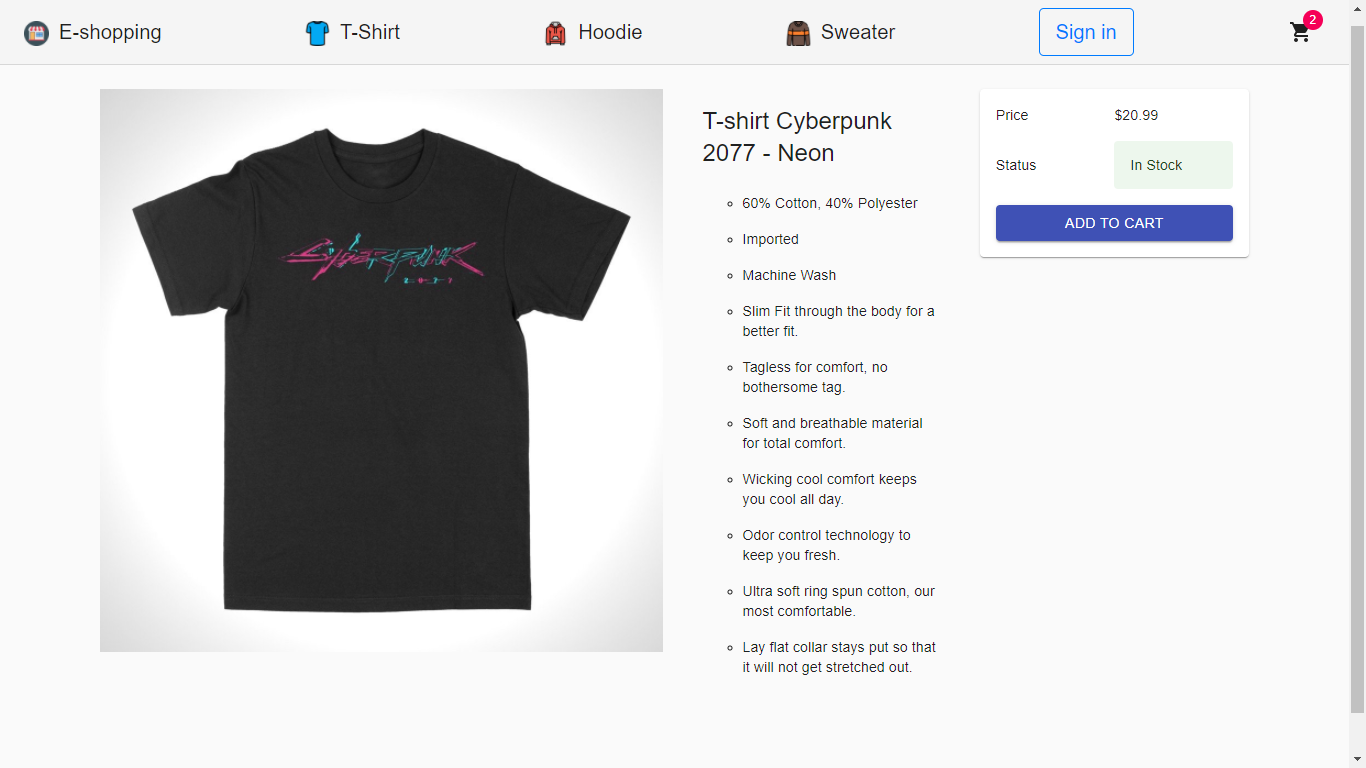 E-shopping
T-Shirt
Hoodie
Sweater
Sign in
2
CYBERPUNK
2077
T-shirt Cyberpunk
2077 - Neon
60% Cotton, 40% Polyester
Imported
Machine Wash
Slim Fit through the body for a
better fit.
Tagless for comfort, no
bothersome tag.
Soft and breathable material
for total comfort.
Wicking cool comfort keeps
you cool all day.
Odor control technology to
keep you fresh.
Ultra soft ring spun cotton, our
most comfortable.
Lay flat collar stays put so that
it will not get stretched out.
Price
$20.99
Status
In Stock
ADD TO CART